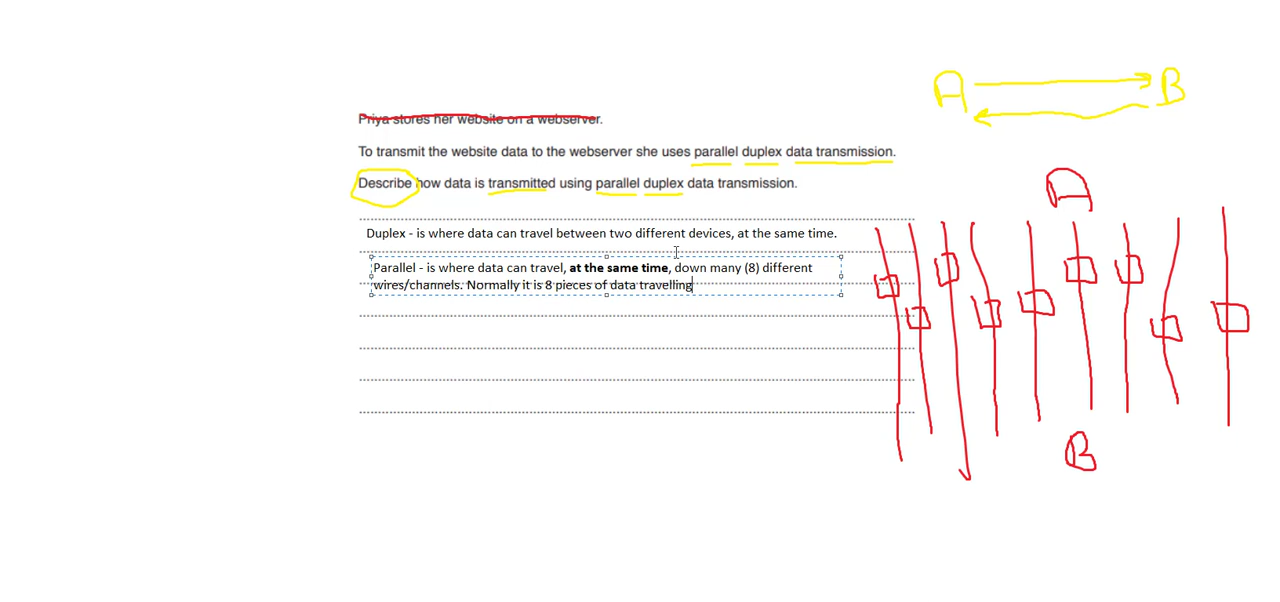 A B
Priya stores her website on a webserver.
To transmit the website data to the webserver she uses parallel duplex data transmission.
Describe how data is transmitted using parallel duplex data transmission.
A
Duplex - is where data can travel between two different devices, at the same time.
Parallel - is where data can travel, at the same time, down many (8) different
wires/channels. Normally it is 8 pieces of data travelling
B